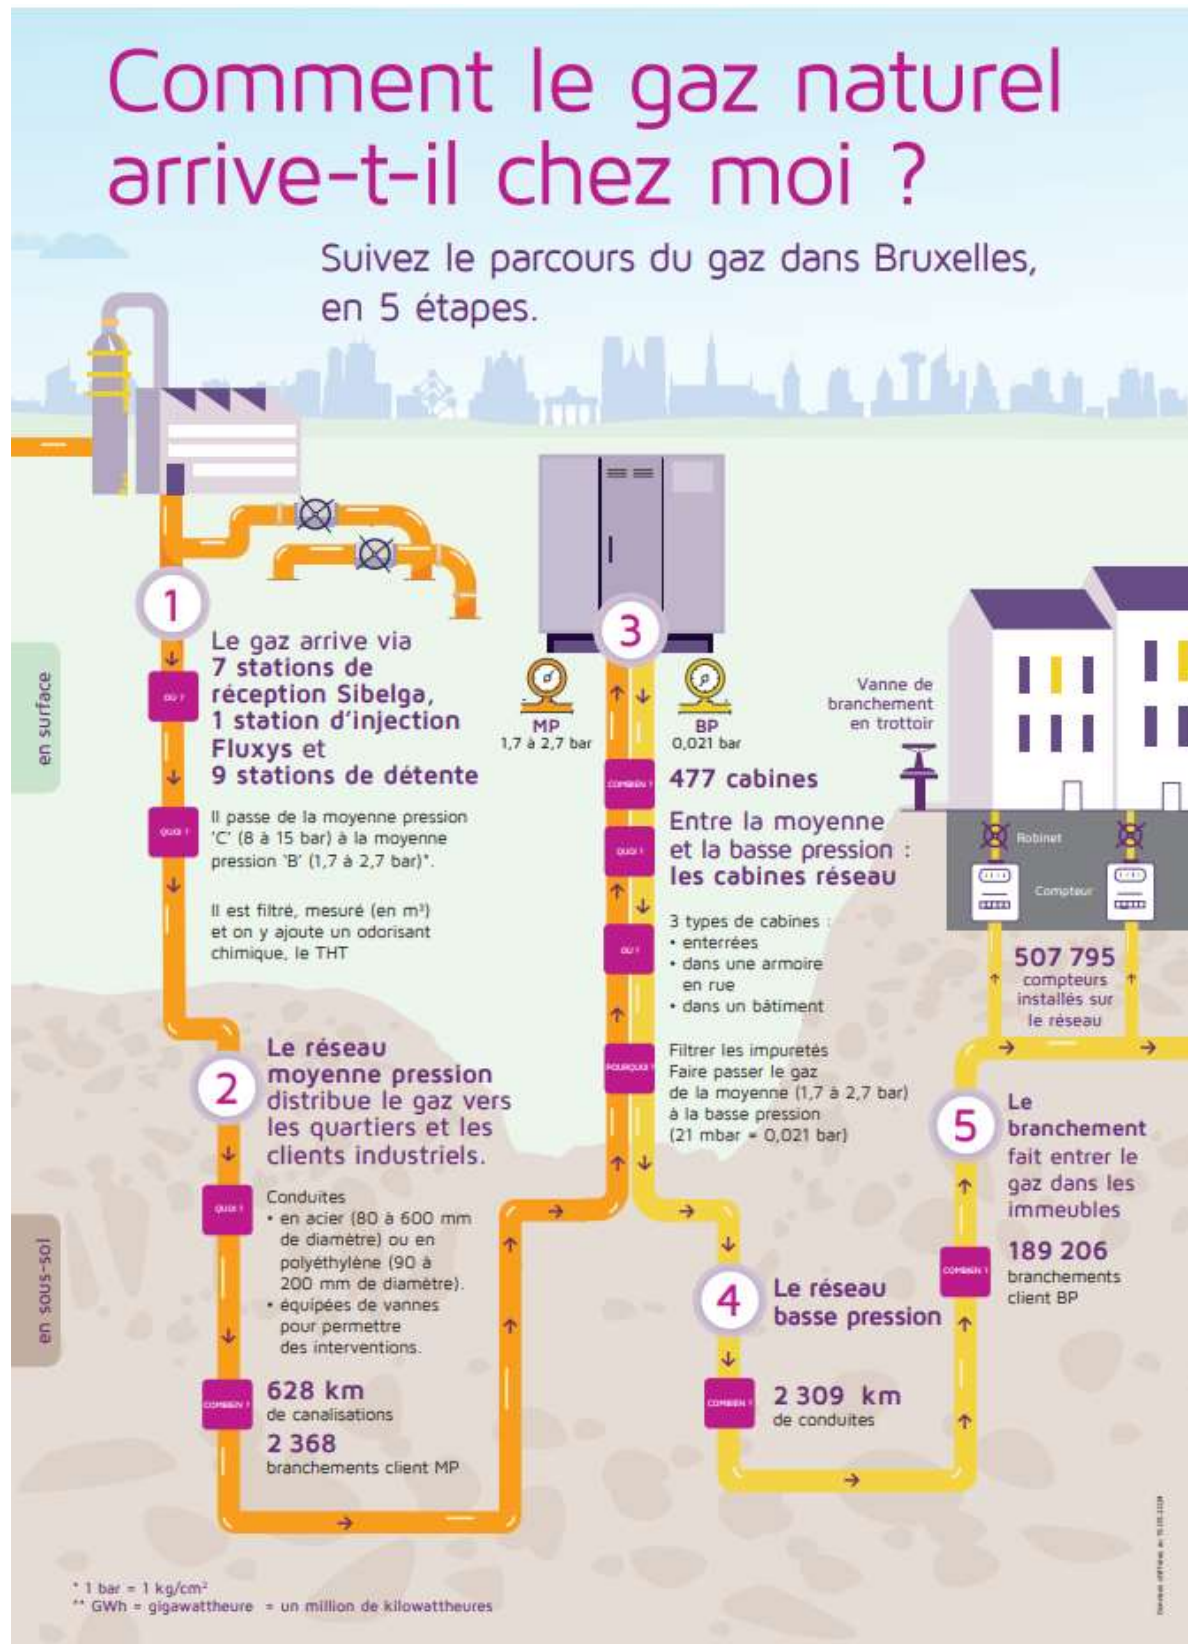 Comment le gaz naturel
arrive-t-il chez moi ?
Suivez le parcours du gaz dans Bruxelles,
en 5 étapes.
en surface
1
OÙ ?
Le gaz arrive via
7 stations de
réception Sibelga,
1 station d'injection
Fluxys et
9 stations de détente
QUOI ?
Il passe de la moyenne pression
'C' (8 à 15 bar) à la moyenne
pression 'B' (1,7 à 2,7 bar)*.
Il est filtré, mesuré (en m³)
et on y ajoute un odorisant
chimique, le THT
en sous-sol
2
Le réseau
moyenne pression
distribue le gaz vers
les quartiers et les
clients industriels.
QUOI ?
Conduites
• en acier (80 à 600 mm
de diamètre) ou en
polyéthylène (90 à
200 mm de diamètre).
• équipées de vannes
pour permettre
des interventions.
COMBIEN ?
628 km
de canalisations
2 368
branchements client MP
3
MP
1,7 à 2,7 bar
BP
0,021 bar
COMBIEN ?
477 cabines
QUOI ?
Entre la moyenne
et la basse pression :
les cabines réseau
OÙ ?
3 types de cabines :
• enterrées
• dans une armoire
en rue
• dans un bâtiment
POURQUOI ?
Filtrer les impuretés
Faire passer le gaz
de la moyenne (1,7 à 2,7 bar)
à la basse pression
(21 mbar = 0,021 bar)
4
Le réseau
basse pression
COMBIEN ?
2 309 km
de conduites
5
Le
branchement
fait entrer le
gaz dans les
immeubles
COMBIEN ?
189 206
branchements
client BP
Vanne de
branchement
en trottoir
Robinet
Compteur
507 795
compteurs
installés sur
le réseau
* 1 bar = 1 kg/cm²
** GWh = gigawattheure = un million de kilowattheures